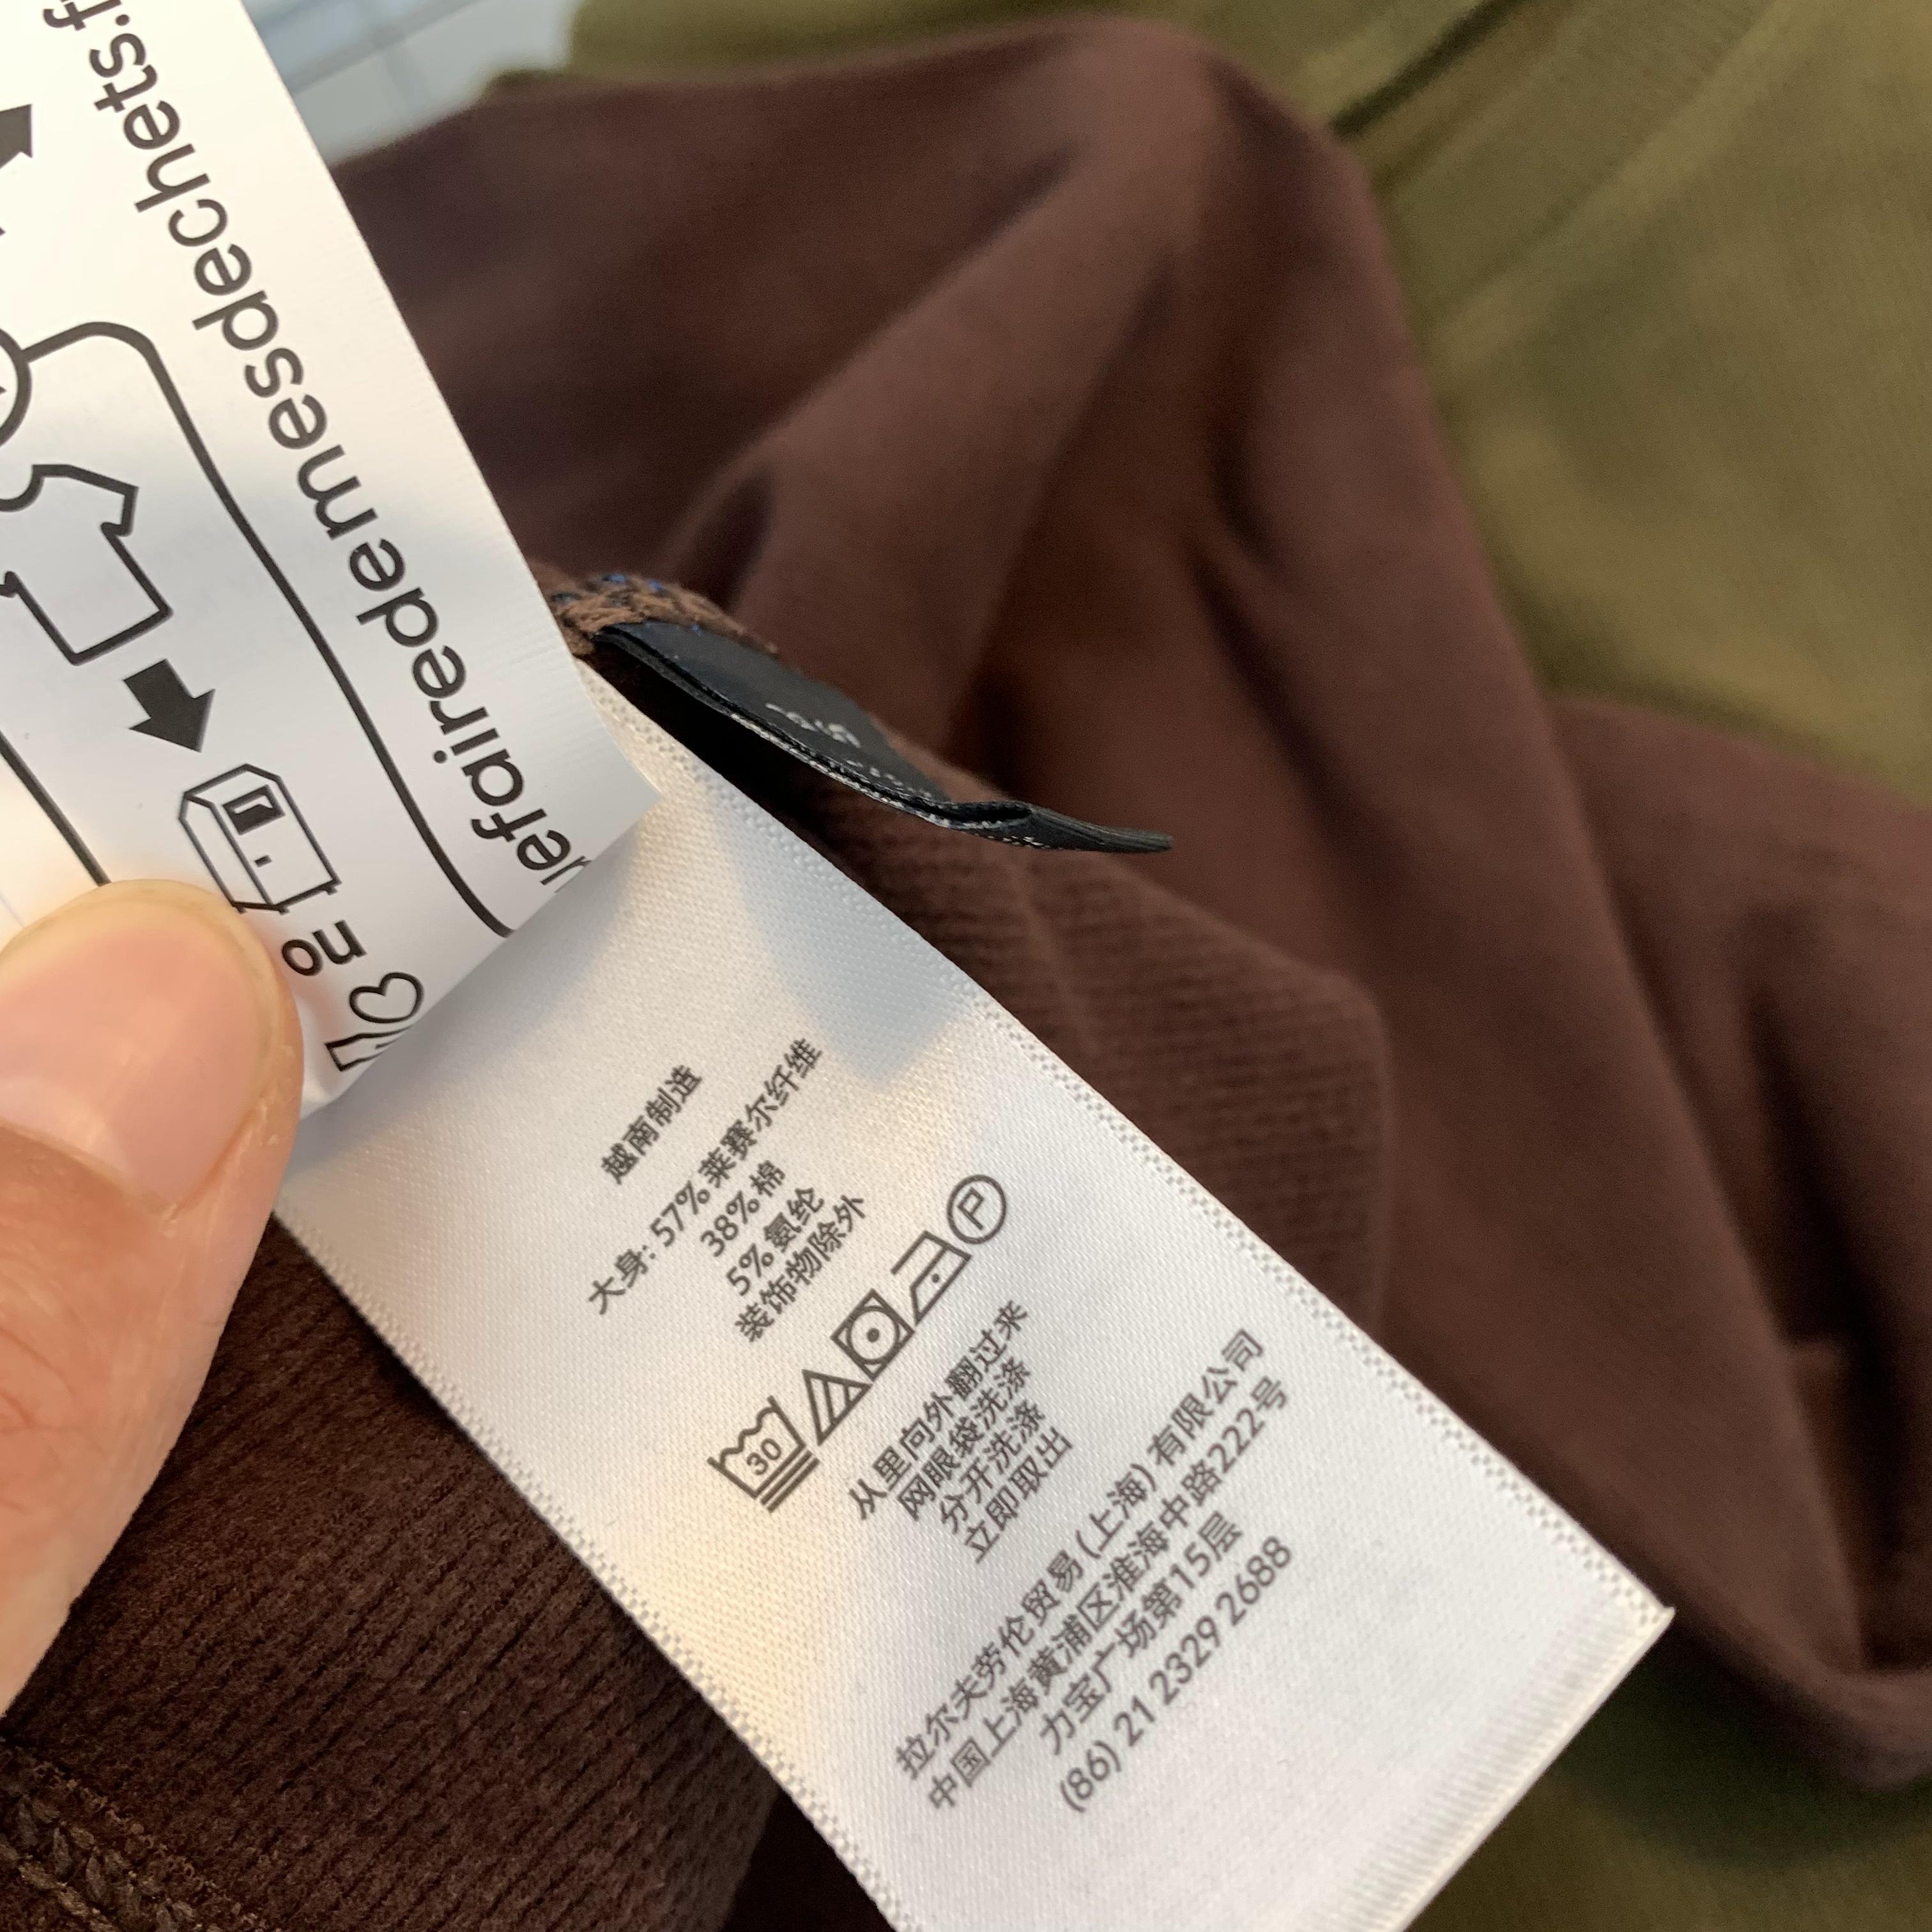 efairedemesdechets.f
越南制造
大身: 57% 莱赛尔纤维
38% 棉
5% 氨纶
装饰物除外
30
P
从里向外翻过来
网眼袋洗涤
分开洗涤
立即取出
拉尔夫劳伦贸易 (上海) 有限公司
中国上海黄浦区淮海中路222号
力宝广场第15层
(86) 21 2329 2688